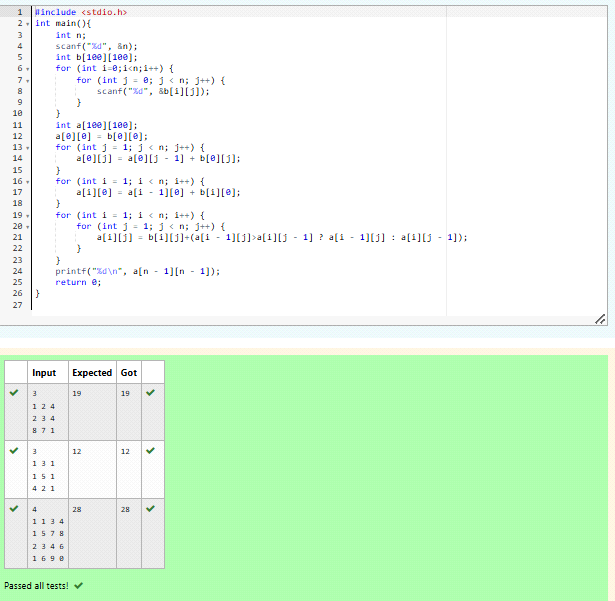 1 #include <stdio.h>
2 int main(){
3 int n;
4 scanf("%d", &n);
5 int b[100][100];
6 for (int i=0;i<n;i++) {
7 for (int j = 0; j < n; j++) {
8 scanf("%d", &b[i][j]);
9 }
10 }
11 int a[100][100];
12 a[0][0] = b[0][0];
13 for (int j = 1; j < n; j++) {
14 a[0][j] = a[0][j - 1] + b[0][j];
15 }
16 for (int i = 1; i < n; i++) {
17 a[i][0] = a[i - 1][0] + b[i][0];
18 }
19 for (int i = 1; i < n; i++) {
20 for (int j = 1; j < n; j++) {
21 a[i][j] = b[i][j]+(a[i - 1][j]>a[i][j - 1] ? a[i - 1][j] : a[i][j - 1]);
22 }
23 }
24 printf("%d\n", a[n - 1][n - 1]);
25 return 0;
26 }
27
Input Expected Got
3 19 19
1 2 4
2 3 4
8 7 1
3 12 12
1 3 1
1 5 1
4 2 1
4 28 28
1 1 3 4
1 5 7 8
2 3 4 6
1 6 9 0
Passed all tests!